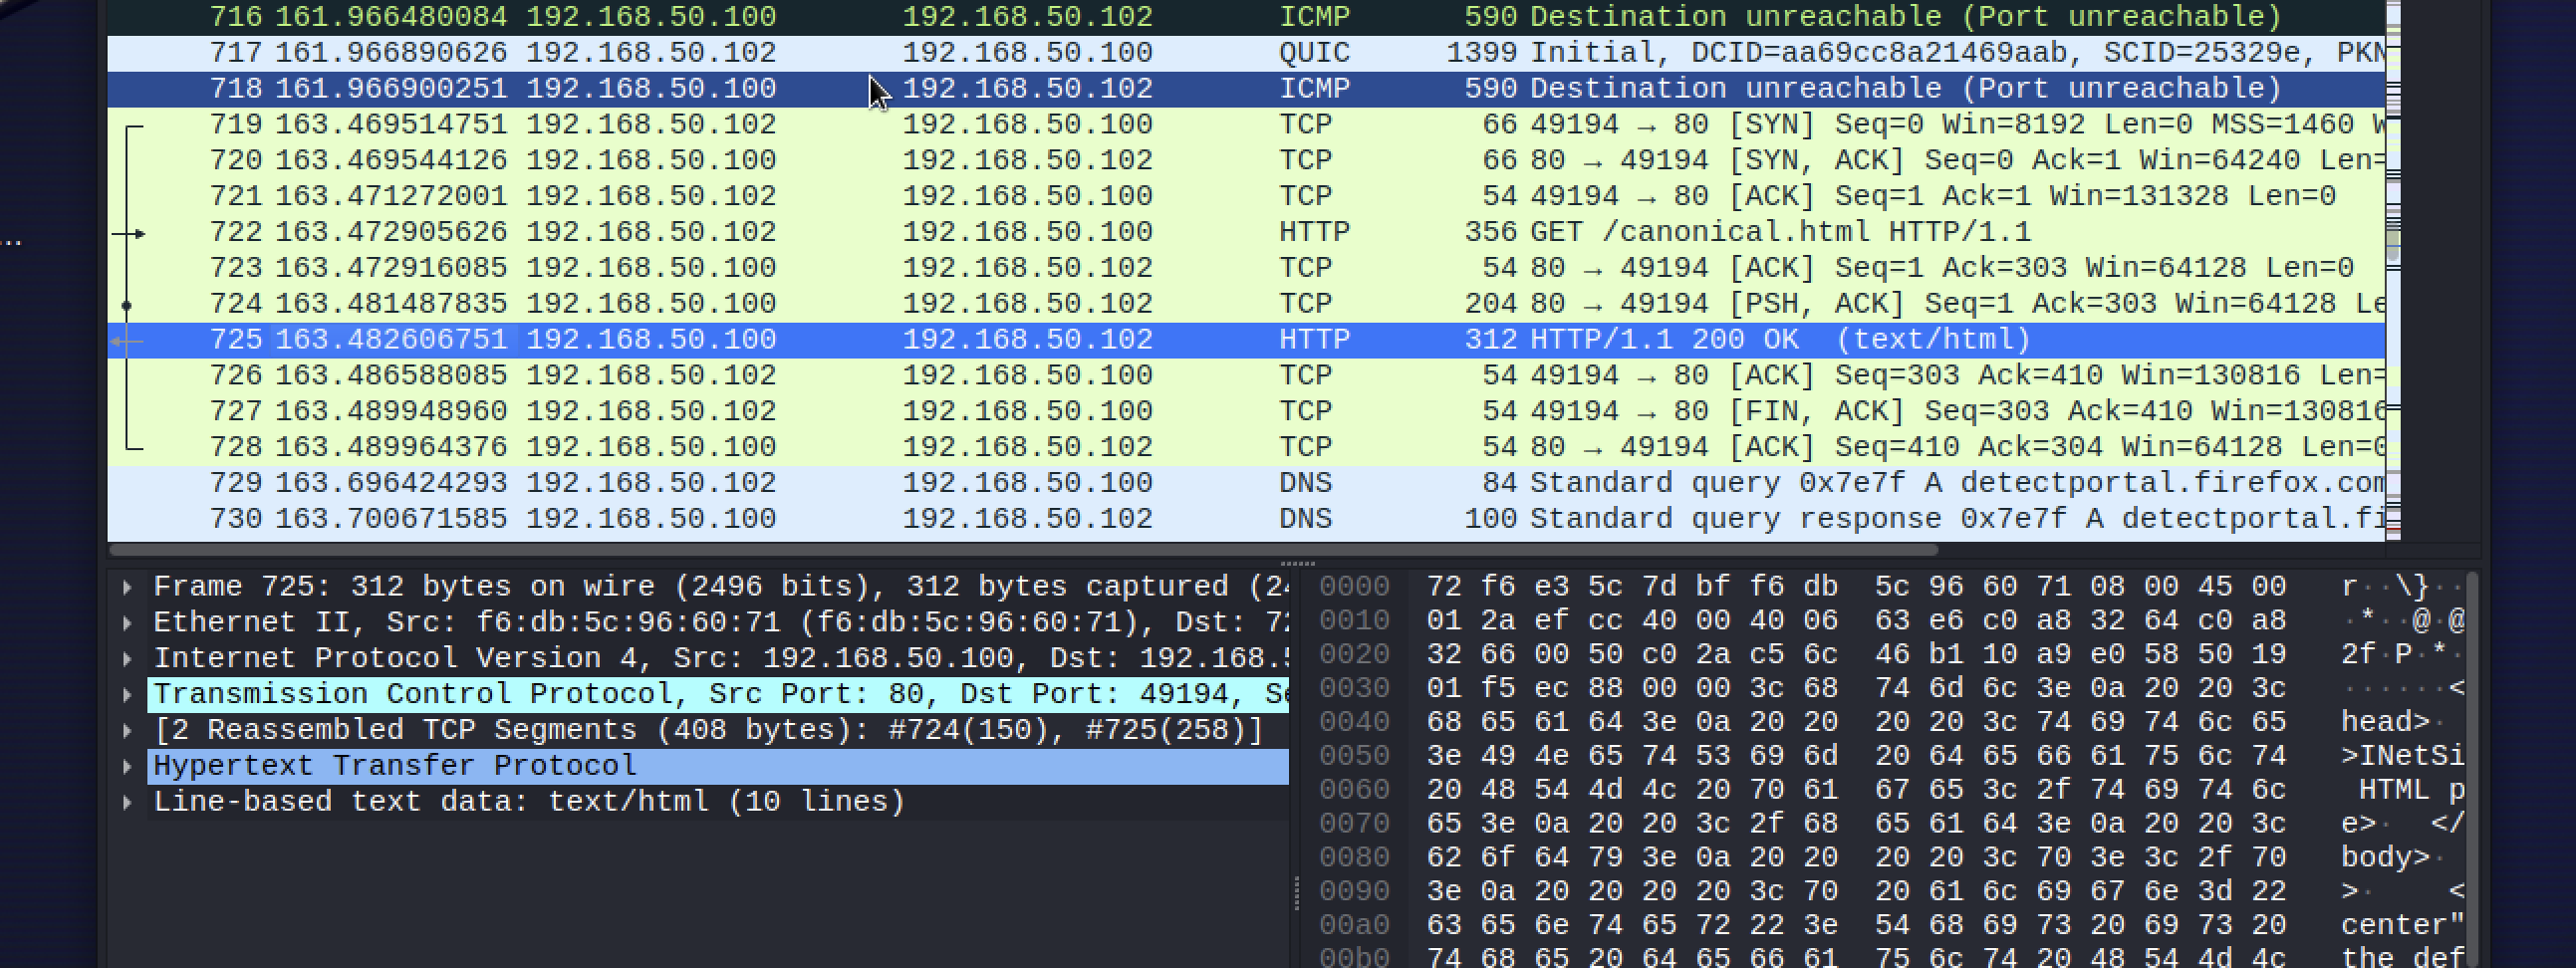 716 161.966480084 192.168.50.100 192.168.50.102 ICMP 590 Destination unreachable (Port unreachable)
717 161.966890626 192.168.50.102 192.168.50.100 QUIC 1399 Initial, DCID=aa69cc8a21469aab, SCID=25329e, PKN
718 161.966900251 192.168.50.100 192.168.50.102 ICMP 590 Destination unreachable (Port unreachable)
719 163.469514751 192.168.50.102 192.168.50.100 TCP 66 49194 → 80 [SYN] Seq=0 Win=8192 Len=0 MSS=1460 W
720 163.469544126 192.168.50.100 192.168.50.102 TCP 66 80 → 49194 [SYN, ACK] Seq=0 Ack=1 Win=64240 Len=
721 163.471272001 192.168.50.102 192.168.50.100 TCP 54 49194 → 80 [ACK] Seq=1 Ack=1 Win=131328 Len=0
722 163.472905626 192.168.50.102 192.168.50.100 HTTP 356 GET /canonical.html HTTP/1.1
723 163.472916085 192.168.50.100 192.168.50.102 TCP 54 80 → 49194 [ACK] Seq=1 Ack=303 Win=64128 Len=0
...
724 163.481487835 192.168.50.100 192.168.50.102 TCP 204 80 → 49194 [PSH, ACK] Seq=1 Ack=303 Win=64128 Le
725 163.482606751 192.168.50.100 192.168.50.102 HTTP 312 HTTP/1.1 200 OK (text/html)
726 163.486588085 192.168.50.102 192.168.50.100 TCP 54 49194 → 80 [ACK] Seq=303 Ack=410 Win=130816 Len=
727 163.489948960 192.168.50.102 192.168.50.100 TCP 54 49194 → 80 [FIN, ACK] Seq=303 Ack=410 Win=130816
728 163.489964376 192.168.50.100 192.168.50.102 TCP 54 80 → 49194 [ACK] Seq=410 Ack=304 Win=64128 Len=0
729 163.696424293 192.168.50.102 192.168.50.100 DNS 84 Standard query 0x7e7f A detectportal.firefox.com
730 163.700671585 192.168.50.100 192.168.50.102 DNS 100 Standard query response 0x7e7f A detectportal.fi
Frame 725: 312 bytes on wire (2496 bits), 312 bytes captured (24
Ethernet II, Src: f6:db:5c:96:60:71 (f6:db:5c:96:60:71), Dst: 72
Internet Protocol Version 4, Src: 192.168.50.100, Dst: 192.168.5
Transmission Control Protocol, Src Port: 80, Dst Port: 49194, Se
[2 Reassembled TCP Segments (408 bytes): #724(150), #725(258)]
Hypertext Transfer Protocol
Line-based text data: text/html (10 lines)
0000 72 f6 e3 5c 7d bf f6 db 5c 96 60 71 08 00 45 00 r··\}··
0010 01 2a ef cc 40 00 40 06 63 e6 c0 a8 32 64 c0 a8 ·*··@·@
0020 32 66 00 50 c0 2a c5 6c 46 b1 10 a9 e0 58 50 19 2f·P·*·
0030 01 f5 ec 88 00 00 3c 68 74 6d 6c 3e 0a 20 20 3c ······<
0040 68 65 61 64 3e 0a 20 20 20 20 3c 74 69 74 6c 65 head>·
0050 3e 49 4e 65 74 53 69 6d 20 64 65 66 61 75 6c 74 >INetSi
0060 20 48 54 4d 4c 20 70 61 67 65 3c 2f 74 69 74 6c HTML p
0070 65 3e 0a 20 20 3c 2f 68 65 61 64 3e 0a 20 20 3c e>· </
0080 62 6f 64 79 3e 0a 20 20 20 20 3c 70 3e 3c 2f 70 body>·
0090 3e 0a 20 20 20 20 3c 70 20 61 6c 69 67 6e 3d 22 >· <
00a0 63 65 6e 74 65 72 22 3e 54 68 69 73 20 69 73 20 center"
00b0 74 68 65 20 64 65 66 61 75 6c 74 20 48 54 4d 4c the def